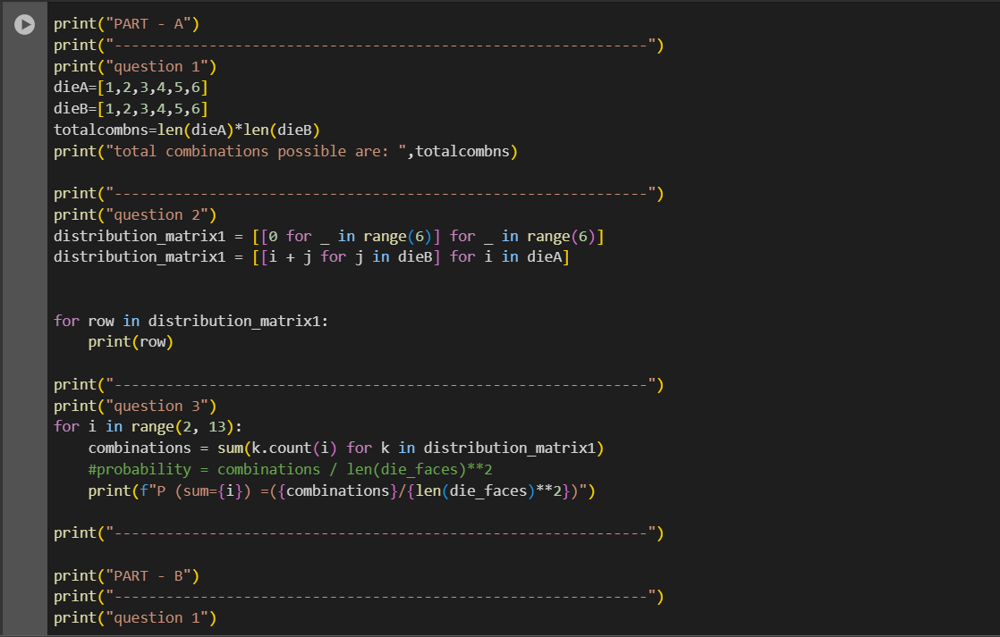 print("PART - A")
print("--------------------------------------------------------------")
print("question 1")
dieA=[1,2,3,4,5,6]
dieB=[1,2,3,4,5,6]
totalcombns=len(dieA)*len(dieB)
print("total combinations possible are: ",totalcombns)
print("--------------------------------------------------------------")
print("question 2")
distribution_matrix1 = [[0 for _ in range(6)] for _ in range(6)]
distribution_matrix1 = [[i + j for j in dieB] for i in dieA]
for row in distribution_matrix1:
    print(row)
print("--------------------------------------------------------------")
print("question 3")
for i in range(2, 13):
    combinations = sum(k.count(i) for k in distribution_matrix1)
    #probability = combinations / len(die_faces)**2
    print(f"P (sum={i}) =({combinations}/{len(die_faces)**2})")
print("--------------------------------------------------------------")
print("PART - B")
print("--------------------------------------------------------------")
print("question 1")